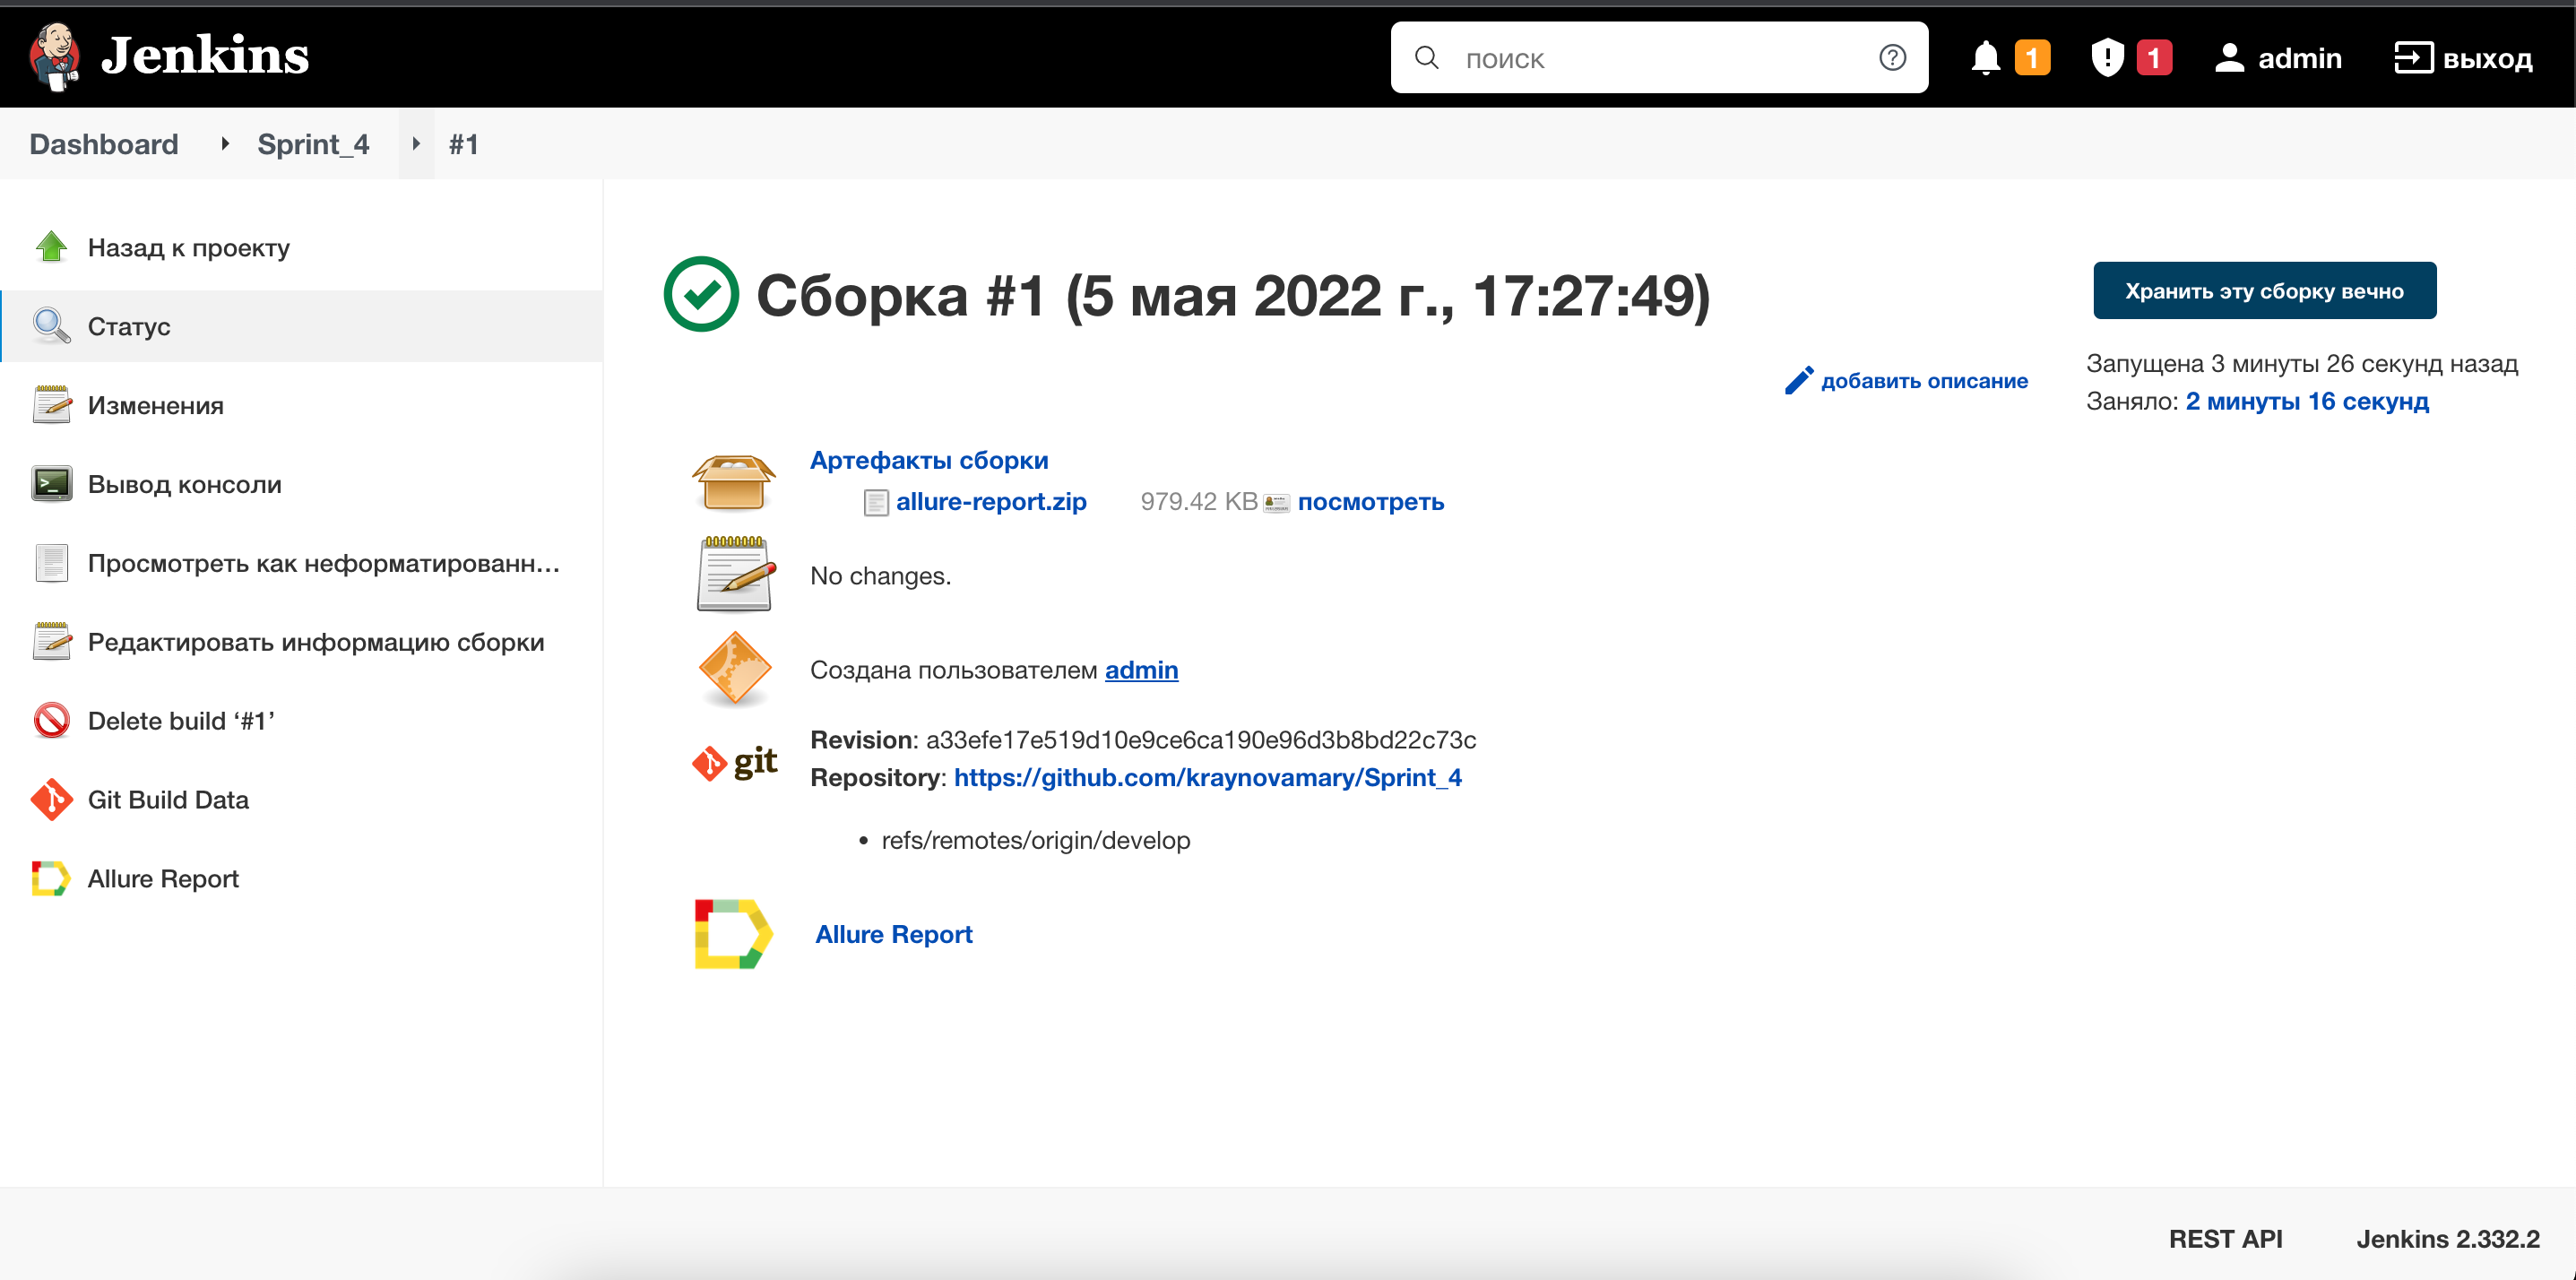 Jenkins
поиск
1
1
admin
выход
Dashboard
Sprint_4
#1
Назад к проекту
Статус
Изменения
Вывод консоли
Просмотреть как неформатированн...
Редактировать информацию сборки
Delete build ‘#1’
Git Build Data
Allure Report
Сборка #1 (5 мая 2022 г., 17:27:49)
Хранить эту сборку вечно
добавить описание
Запущена 3 минуты 26 секунд назад
Заняло: 2 минуты 16 секунд
Артефакты сборки
allure-report.zip 979.42 KB посмотреть
No changes.
Создана пользователем admin
git
Revision: a33efe17e519d10e9ce6ca190e96d3b8bd22c73c
Repository: https://github.com/kraynovamary/Sprint_4
• refs/remotes/origin/develop
Allure Report
REST API
Jenkins 2.332.2